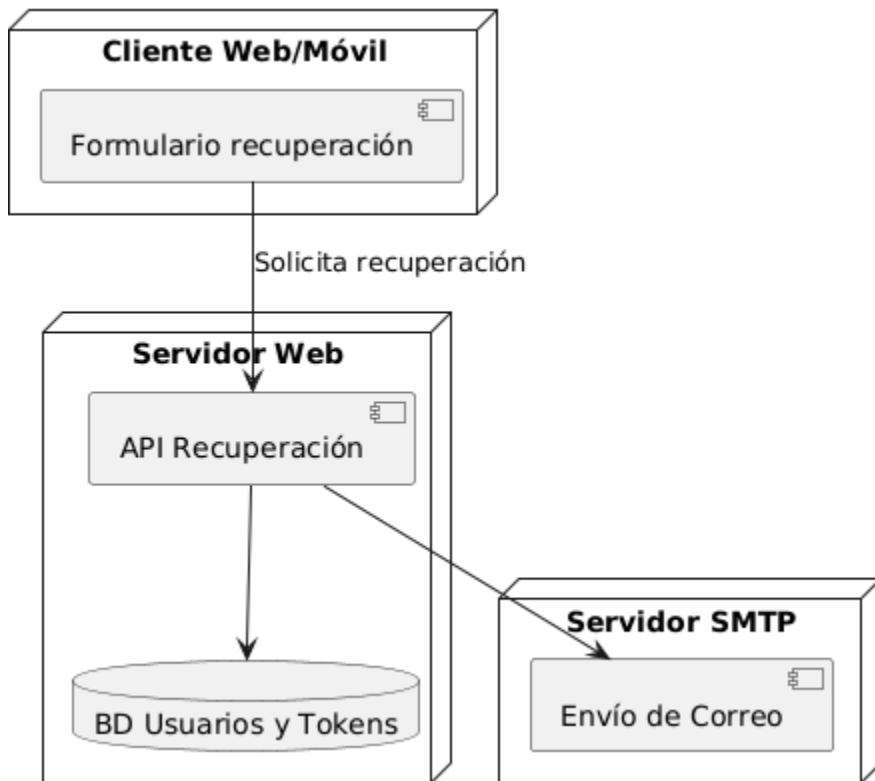 Cliente Web/Móvil
Formulario recuperación
Solicita recuperación
Servidor Web
API Recuperación
BD Usuarios y Tokens
Servidor SMTP
Envío de Correo